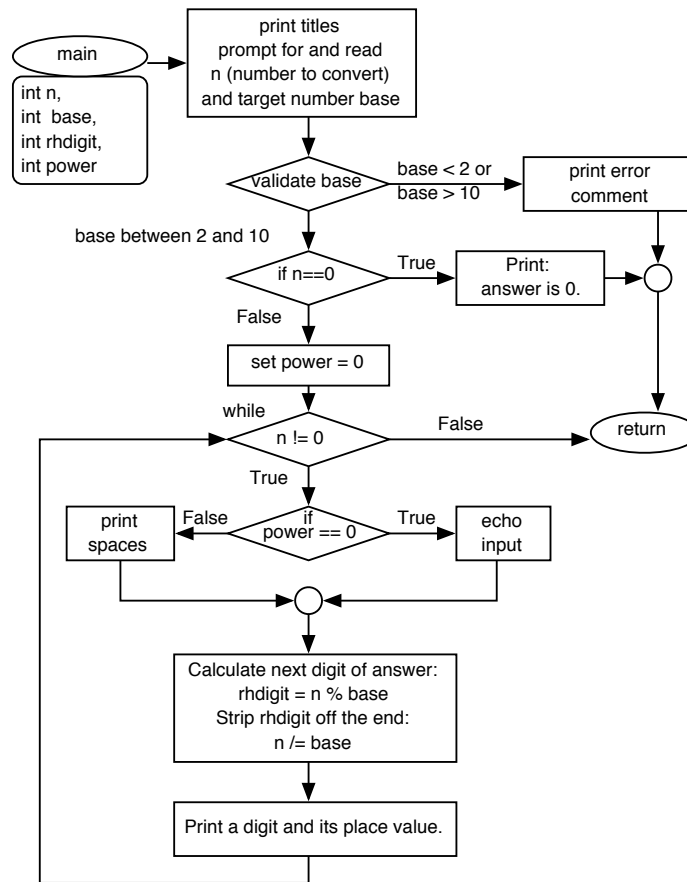 main
int n,
int base,
int rhdigit,
int power
print titles
prompt for and read
n (number to convert)
and target number base
validate base
base < 2 or
base > 10
print error
comment
base between 2 and 10
if n==0
True
Print:
answer is 0.
False
set power = 0
while
n != 0
False
return
True
if
power == 0
False
print
spaces
True
echo
input
Calculate next digit of answer:
rhdigit = n % base
Strip rhdigit off the end:
n /= base
Print a digit and its place value.